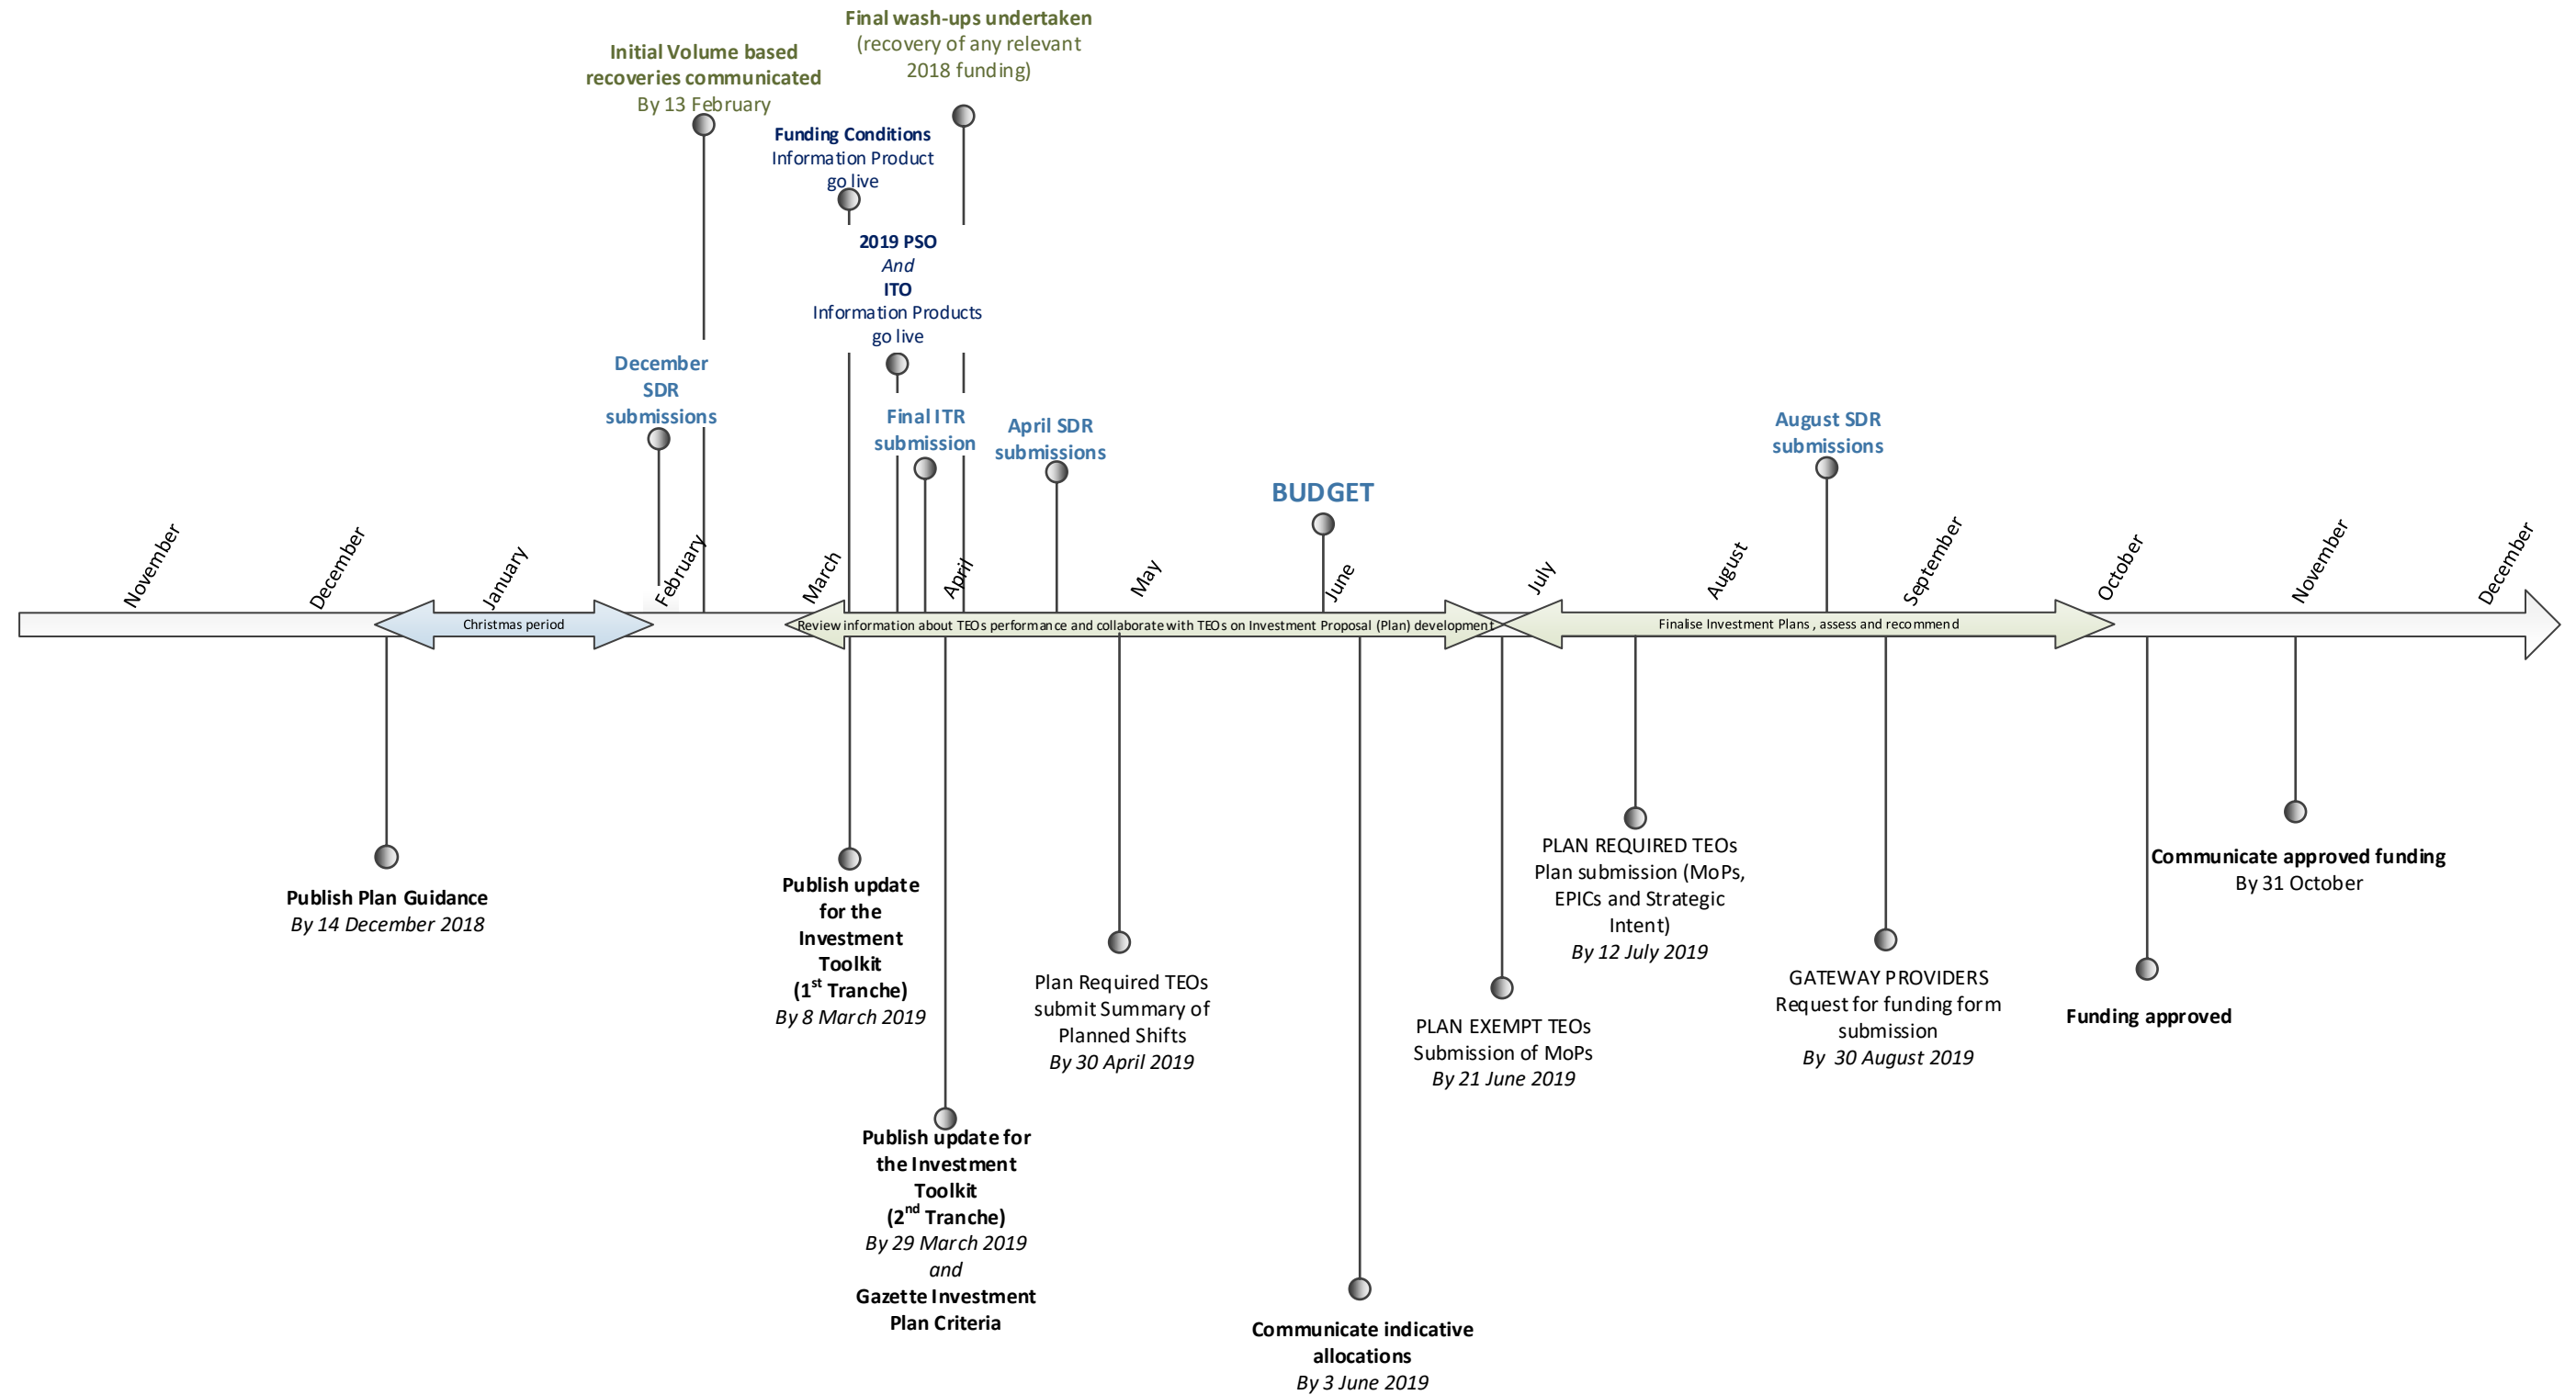 Final wash-ups undertaken
(recovery of any relevant
2018 funding)
Initial Volume based
recoveries communicated
By 13 February
Funding Conditions
Information Product
go live
2019 PSO
And
ITO
Information Products
go live
December
SDR
submissions
Final ITR
submission
April SDR
submissions
August SDR
submissions
BUDGET
November
December
January
February
March
April
May
June
July
August
September
October
November
December
Christmas period
Review information about TEOs performance and collaborate with TEOs on Investment Proposal (Plan) development
Finalise Investment Plans , assess and recommend
Publish Plan Guidance
By 14 December 2018
Publish update
for the
Investment
Toolkit
(1st Tranche)
By 8 March 2019
Publish update for
the Investment
Toolkit
(2nd Tranche)
By 29 March 2019
and
Gazette Investment
Plan Criteria
Plan Required TEOs
submit Summary of
Planned Shifts
By 30 April 2019
Communicate indicative
allocations
By 3 June 2019
PLAN EXEMPT TEOs
Submission of MoPs
By 21 June 2019
PLAN REQUIRED TEOs
Plan submission (MoPs,
EPICs and Strategic
Intent)
By 12 July 2019
GATEWAY PROVIDERS
Request for funding form
submission
By 30 August 2019
Funding approved
Communicate approved funding
By 31 October